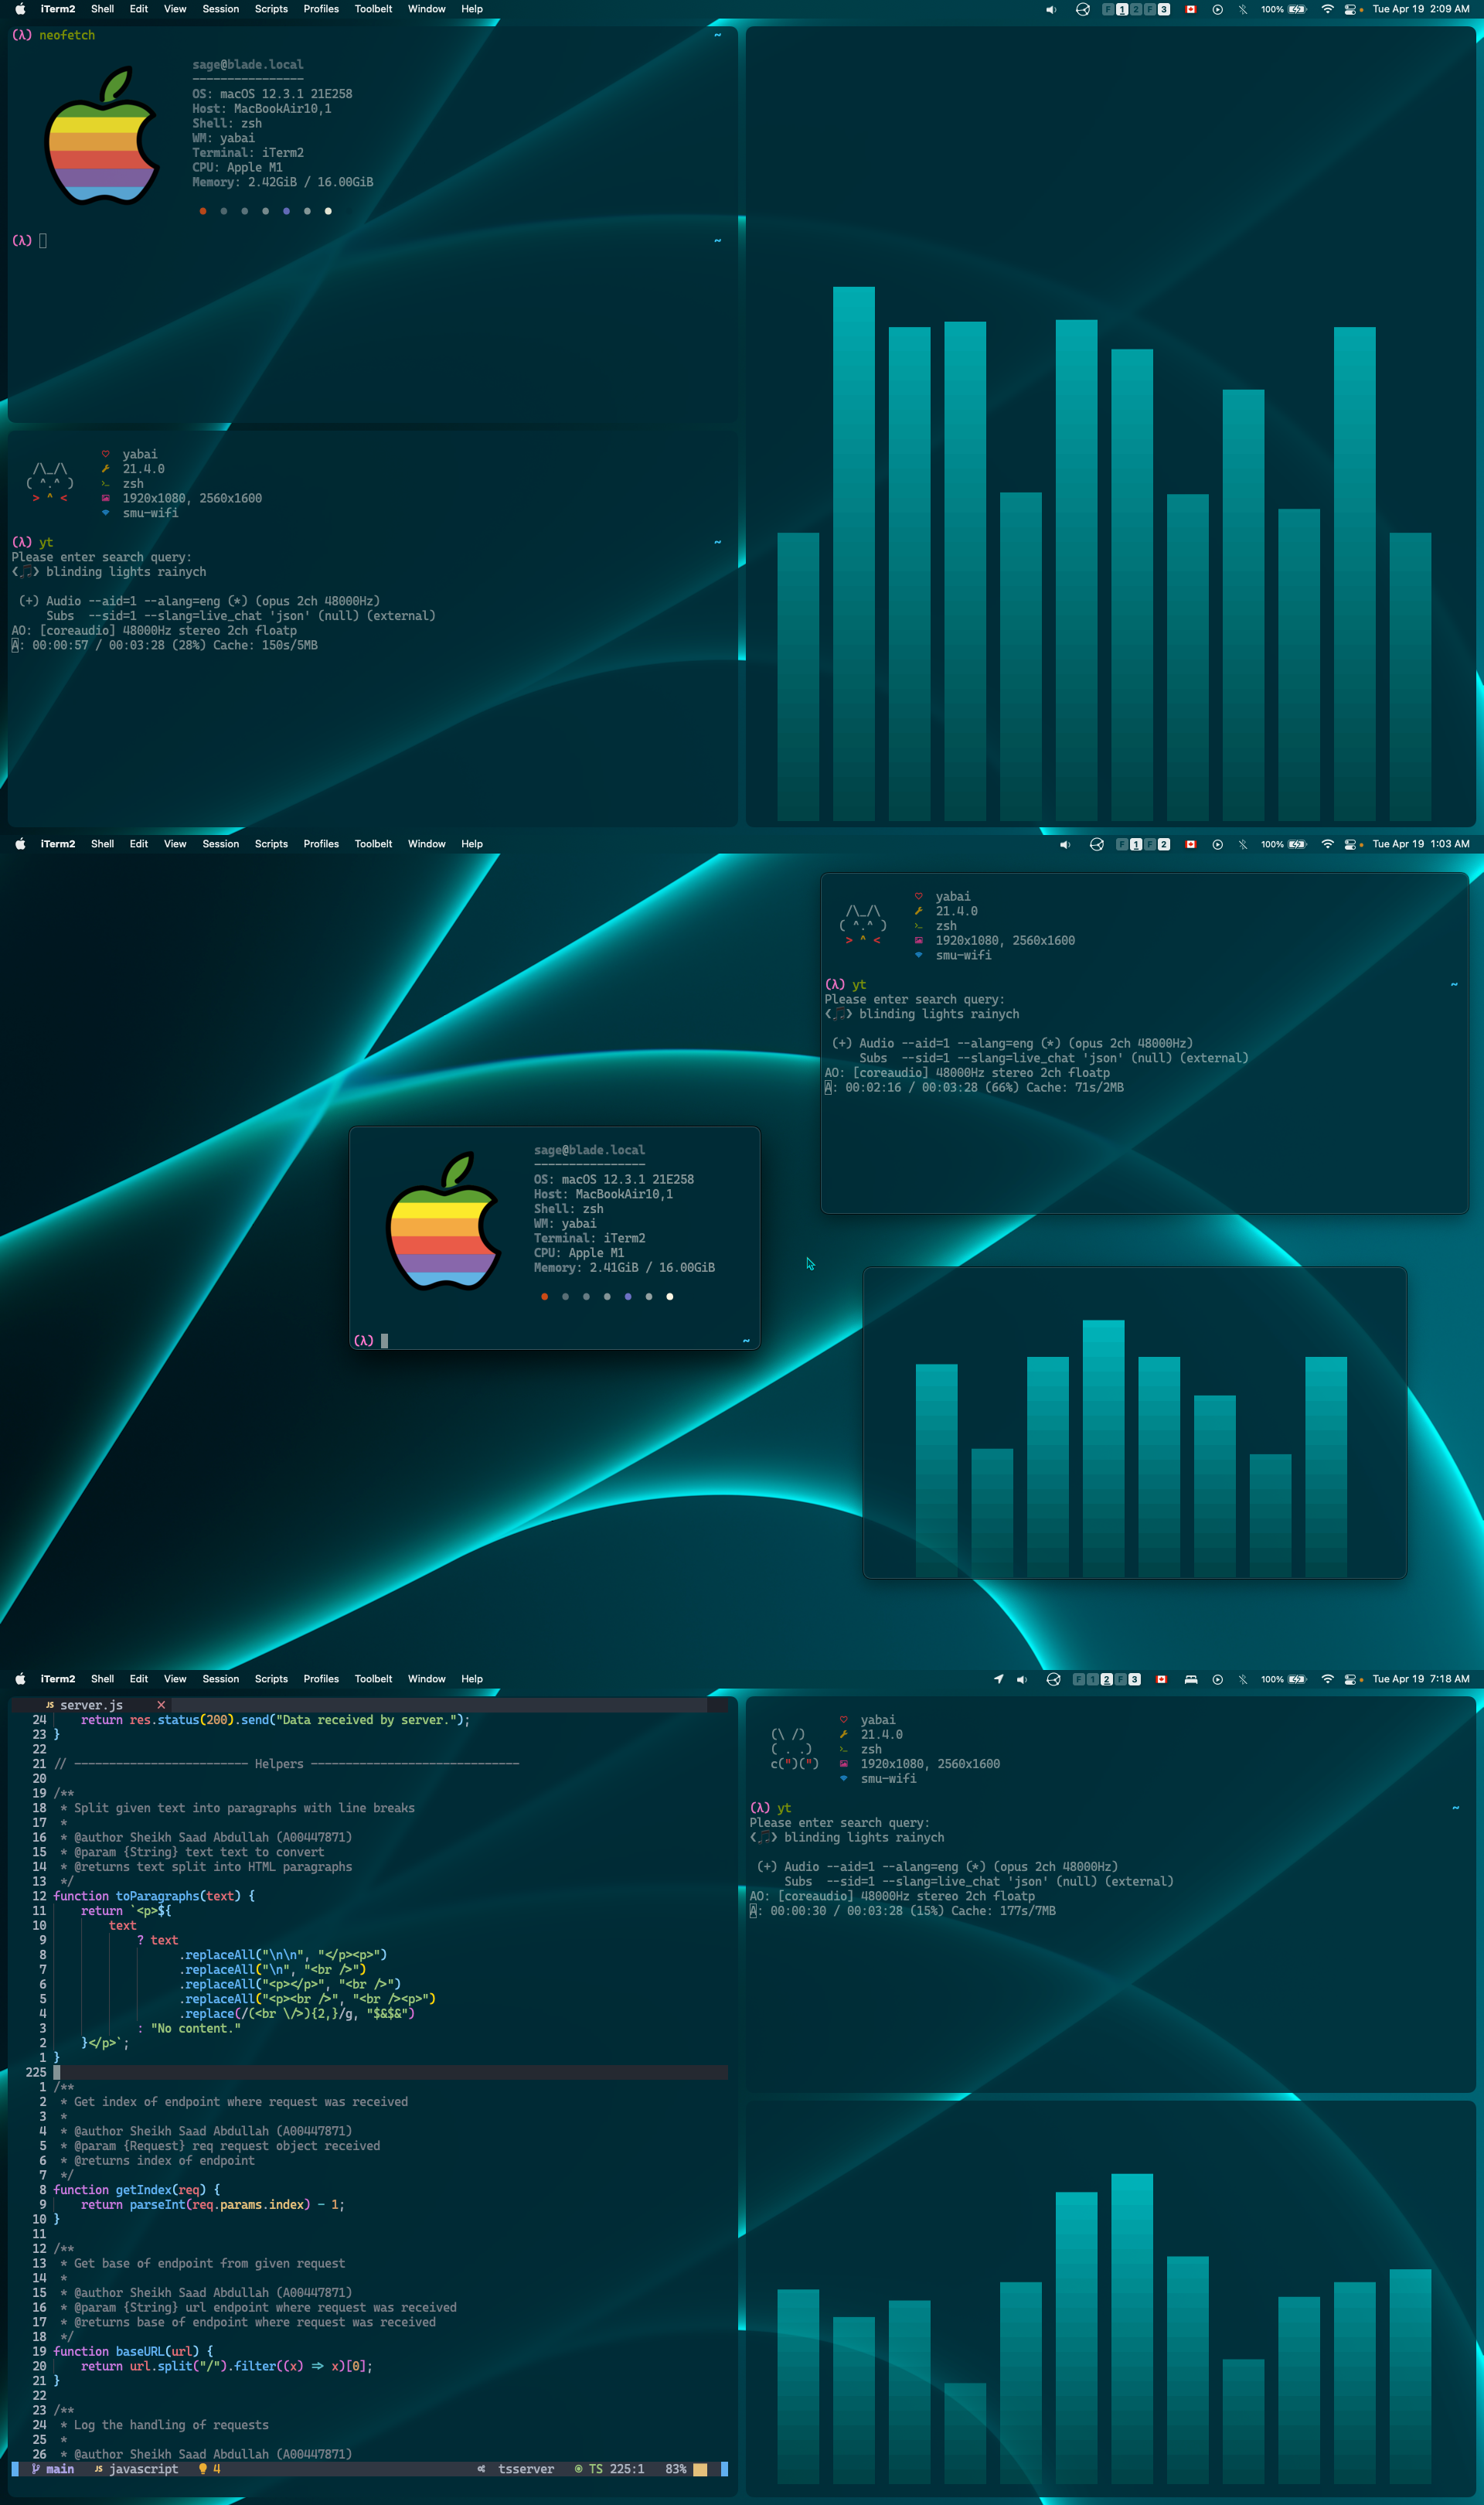 iTerm2 Shell Edit View Session Scripts Profiles Toolbelt Window Help F 1 2 F 3 100% Tue Apr 19 2:09 AM
(λ) neofetch ~
sage@blade.local
----------------
OS: macOS 12.3.1 21E258
Host: MacBookAir10,1
Shell: zsh
WM: yabai
Terminal: iTerm2
CPU: Apple M1
Memory: 2.42GiB / 16.00GiB
(λ) ~
yabai
/\_/\ 21.4.0
( ^.^ ) zsh
> ^ < 1920x1080, 2560x1600
smu-wifi
(λ) yt ~
Please enter search query:
❮🎵❯ blinding lights rainych
(+) Audio --aid=1 --alang=eng (*) (opus 2ch 48000Hz)
Subs --sid=1 --slang=live_chat 'json' (null) (external)
AO: [coreaudio] 48000Hz stereo 2ch floatp
A: 00:00:57 / 00:03:28 (28%) Cache: 150s/5MB
iTerm2 Shell Edit View Session Scripts Profiles Toolbelt Window Help F 1 F 2 100% Tue Apr 19 1:03 AM
yabai
/\_/\ 21.4.0
( ^.^ ) zsh
> ^ < 1920x1080, 2560x1600
smu-wifi
(λ) yt ~
Please enter search query:
❮🎵❯ blinding lights rainych
(+) Audio --aid=1 --alang=eng (*) (opus 2ch 48000Hz)
Subs --sid=1 --slang=live_chat 'json' (null) (external)
AO: [coreaudio] 48000Hz stereo 2ch floatp
A: 00:02:16 / 00:03:28 (66%) Cache: 71s/2MB
sage@blade.local
----------------
OS: macOS 12.3.1 21E258
Host: MacBookAir10,1
Shell: zsh
WM: yabai
Terminal: iTerm2
CPU: Apple M1
Memory: 2.41GiB / 16.00GiB
(λ) ~
iTerm2 Shell Edit View Session Scripts Profiles Toolbelt Window Help F 1 2 F 3 100% Tue Apr 19 7:18 AM
JS server.js ×
24 return res.status(200).send("Data received by server.");
23 }
22
21 // ------------------------- Helpers ------------------------------
20
19 /**
18 * Split given text into paragraphs with line breaks
17 *
16 * @author Sheikh Saad Abdullah (A00447871)
15 * @param {String} text text to convert
14 * @returns text split into HTML paragraphs
13 */
12 function toParagraphs(text) {
11 return `<p>${
10 text
9 ? text
8 .replaceAll("\n\n", "</p><p>")
7 .replaceAll("\n", "<br />")
6 .replaceAll("<p></p>", "<br />")
5 .replaceAll("<p><br />", "<br /><p>")
4 .replace(/(<br \/>){2,}/g, "$&$&")
3 : "No content."
2 }</p>`;
1 }
225
1 /**
2 * Get index of endpoint where request was received
3 *
4 * @author Sheikh Saad Abdullah (A00447871)
5 * @param {Request} req request object received
6 * @returns index of endpoint
7 */
8 function getIndex(req) {
9 return parseInt(req.params.index) - 1;
10 }
11
12 /**
13 * Get base of endpoint from given request
14 *
15 * @author Sheikh Saad Abdullah (A00447871)
16 * @param {String} url endpoint where request was received
17 * @returns base of endpoint where request was received
18 */
19 function baseURL(url) {
20 return url.split("/").filter((x) => x)[0];
21 }
22
23 /**
24 * Log the handling of requests
25 *
26 * @author Sheikh Saad Abdullah (A00447871)
main JS javascript 4 tsserver TS 225:1 83%
yabai
(\ /) 21.4.0
( . .) zsh
c(")(") 1920x1080, 2560x1600
smu-wifi
(λ) yt ~
Please enter search query:
❮🎵❯ blinding lights rainych
(+) Audio --aid=1 --alang=eng (*) (opus 2ch 48000Hz)
Subs --sid=1 --slang=live_chat 'json' (null) (external)
AO: [coreaudio] 48000Hz stereo 2ch floatp
A: 00:00:30 / 00:03:28 (15%) Cache: 177s/7MB